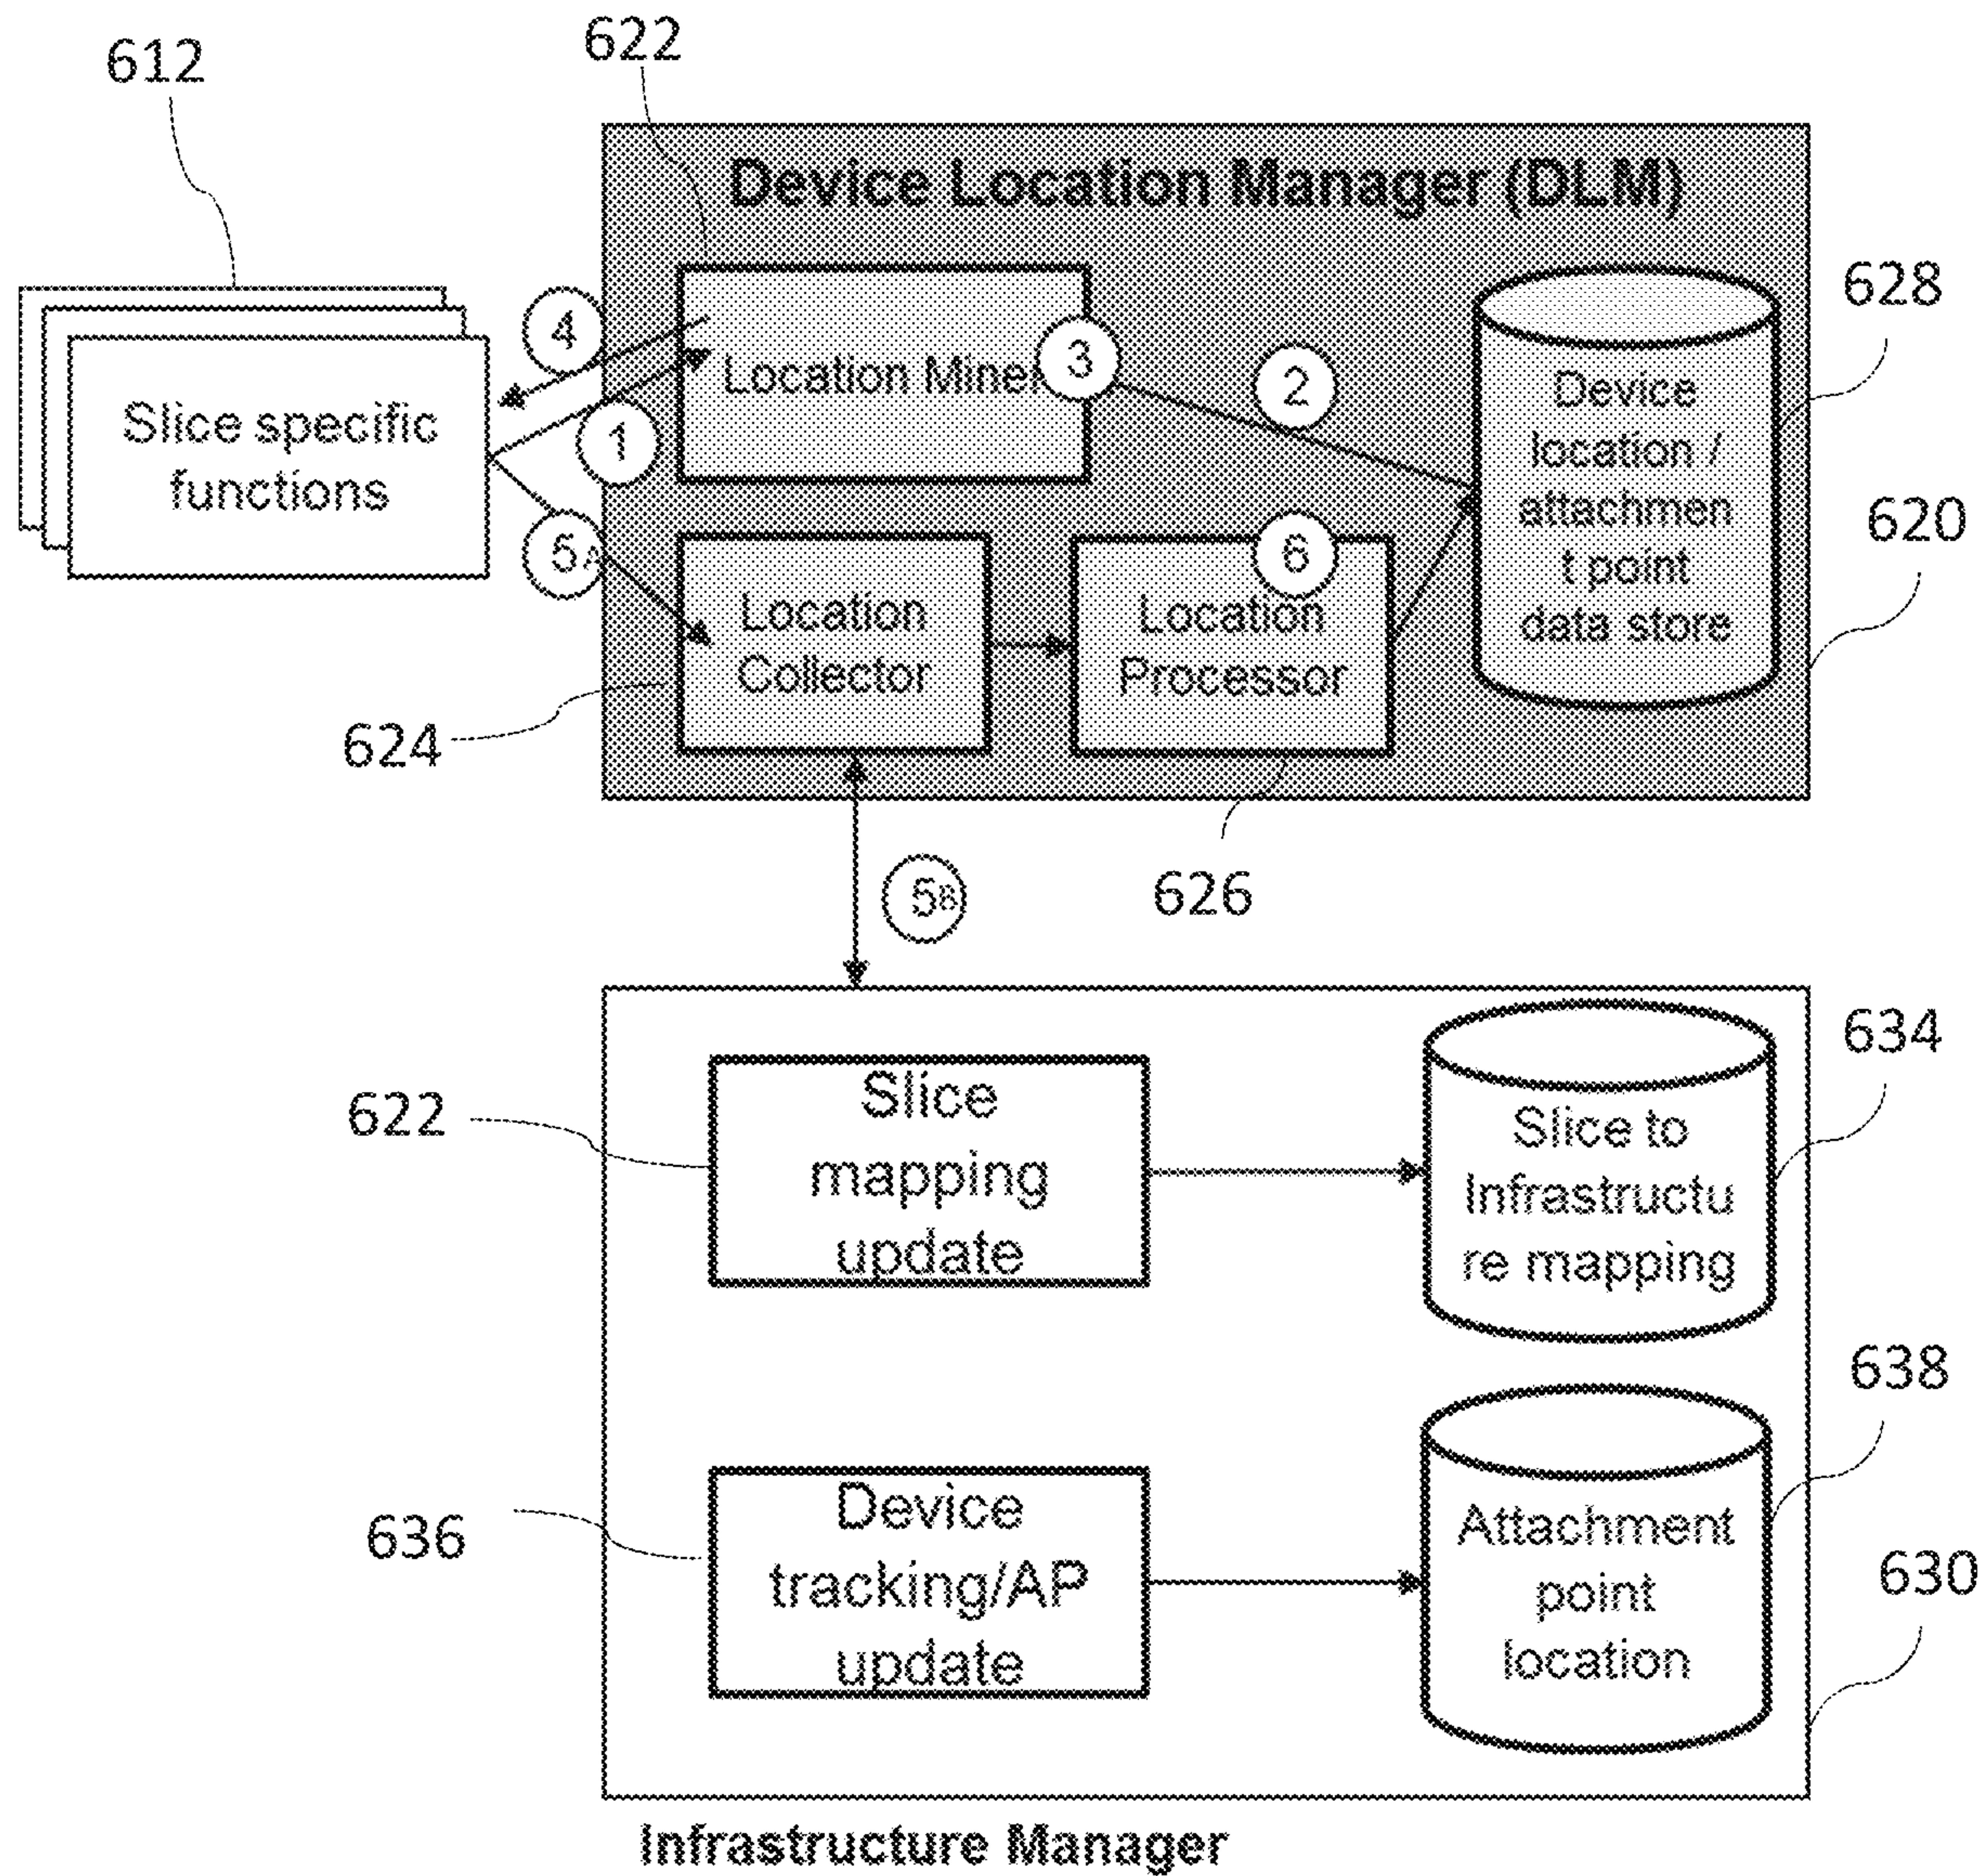 612
622
Device Location Manager (DLM)
628
4
Location Miner
3
2
Device
location /
attachmen
t point
data store
1
Slice specific
functions
620
5A
6
Location
Collector
Location
Processor
624
626
5B
634
622
Slice
mapping
update
Slice to
Infrastructu
re mapping
638
636
Device
tracking/AP
update
Attachment
point
location
630
Infrastructure Manager